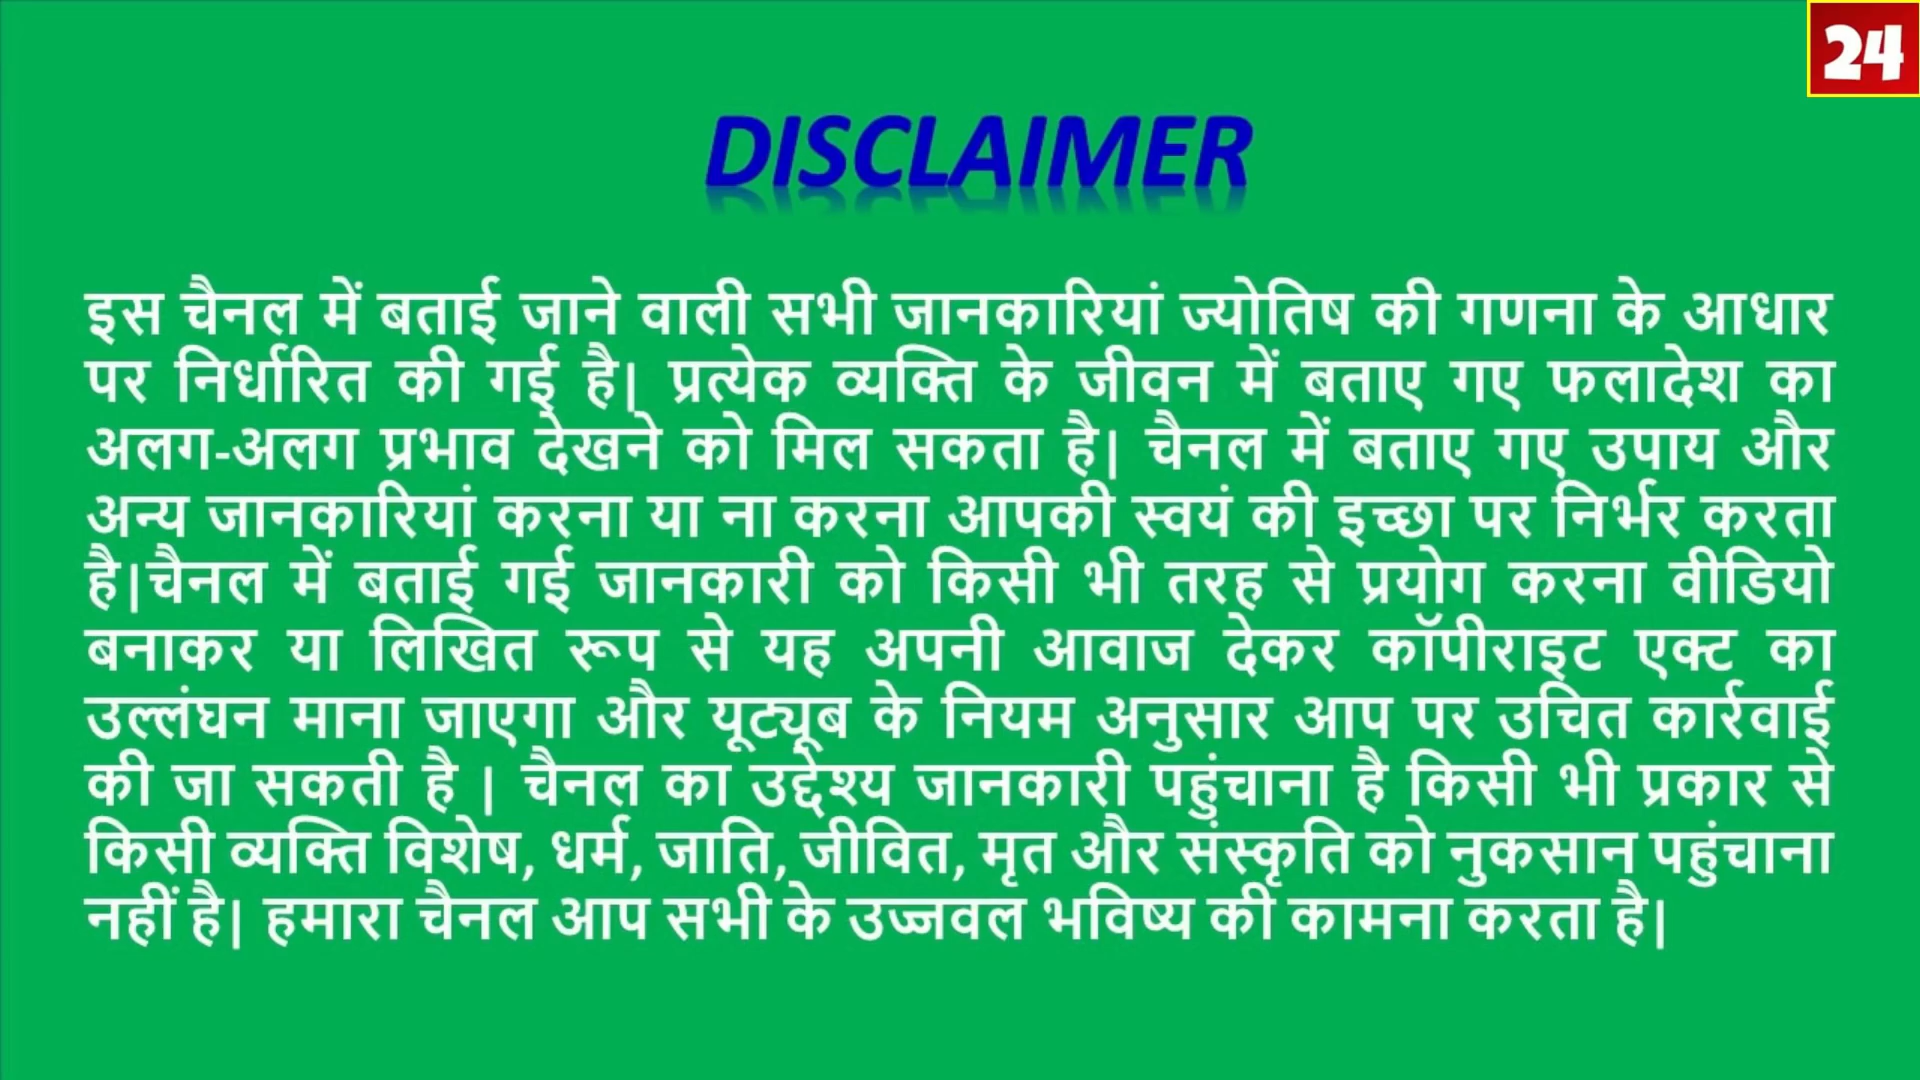 24
DISCLAIMER
इस चैनल में बताई जाने वाली सभी जानकारियां ज्योतिष की गणना के आधार
पर निर्धारित की गई है| प्रत्येक व्यक्ति के जीवन में बताए गए फलादेश का
अलग-अलग प्रभाव देखने को मिल सकता है| चैनल में बताए गए उपाय और
अन्य जानकारियां करना या ना करना आपकी स्वयं की इच्छा पर निर्भर करता
है|चैनल में बताई गई जानकारी को किसी भी तरह से प्रयोग करना वीडियो
बनाकर या लिखित रूप से यह अपनी आवाज देकर कॉपीराइट एक्ट का
उल्लंघन माना जाएगा और यूट्यूब के नियम अनुसार आप पर उचित कार्रवाई
की जा सकती है | चैनल का उद्देश्य जानकारी पहुंचाना है किसी भी प्रकार से
किसी व्यक्ति विशेष, धर्म, जाति, जीवित, मृत और संस्कृति को नुकसान पहुंचाना
नहीं है| हमारा चैनल आप सभी के उज्जवल भविष्य की कामना करता है|